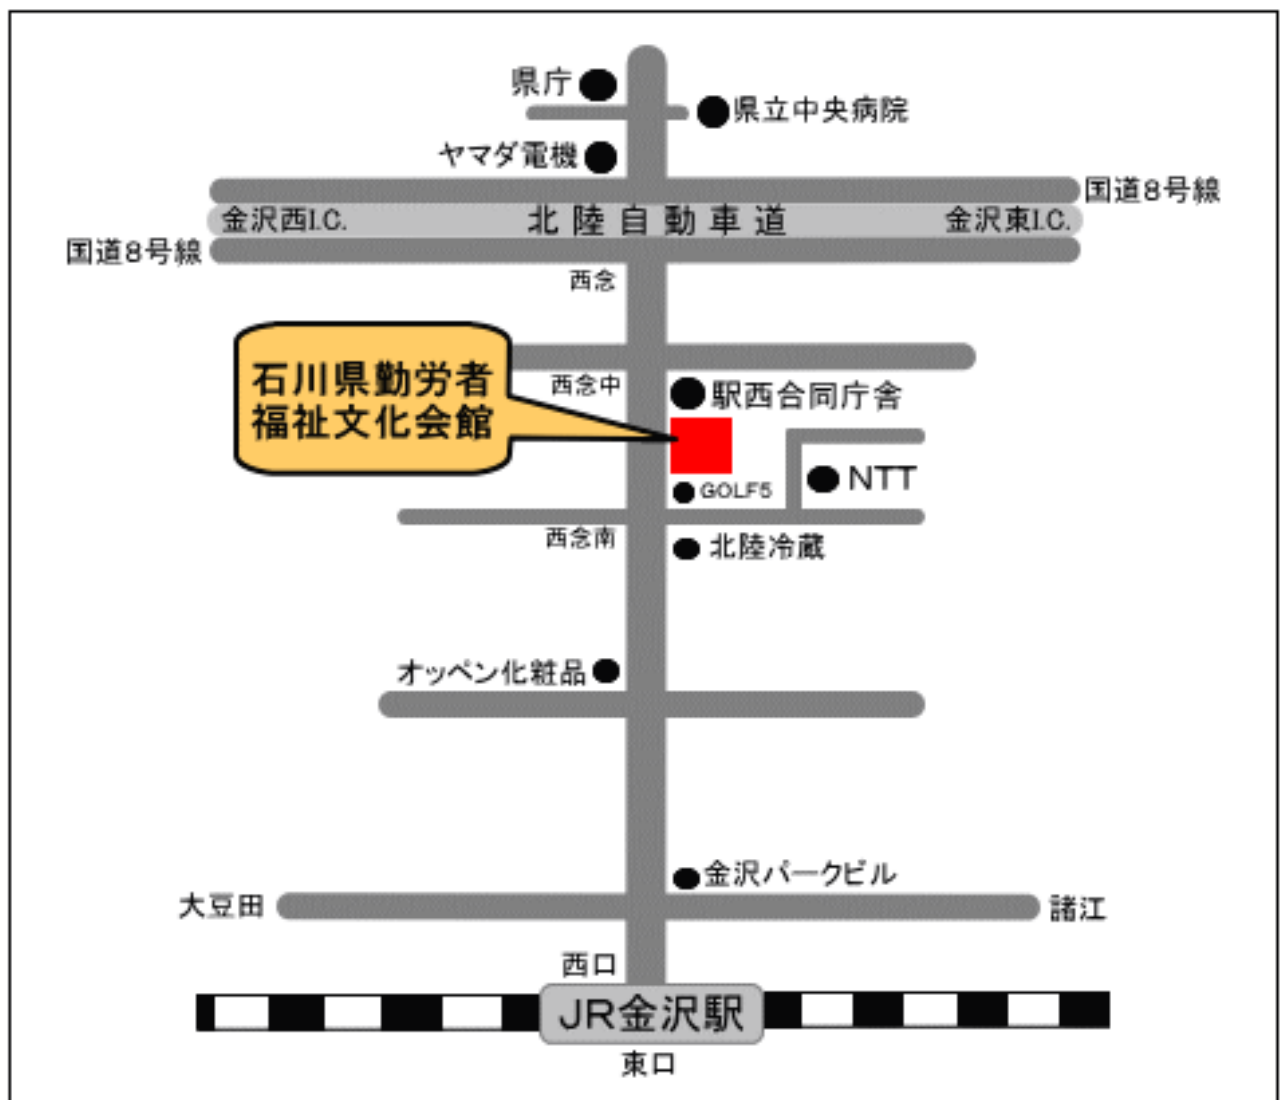 県庁
県立中央病院
ヤマダ電機
国道8号線
金沢西I.C.
北陸自動車道
金沢東I.C.
国道8号線
西念
石川県勤労者
福祉文化会館
西念中
駅西合同庁舎
NTT
GOLF5
西念南
北陸冷蔵
オッペン化粧品
金沢パークビル
大豆田
諸江
西口
JR金沢駅
東口